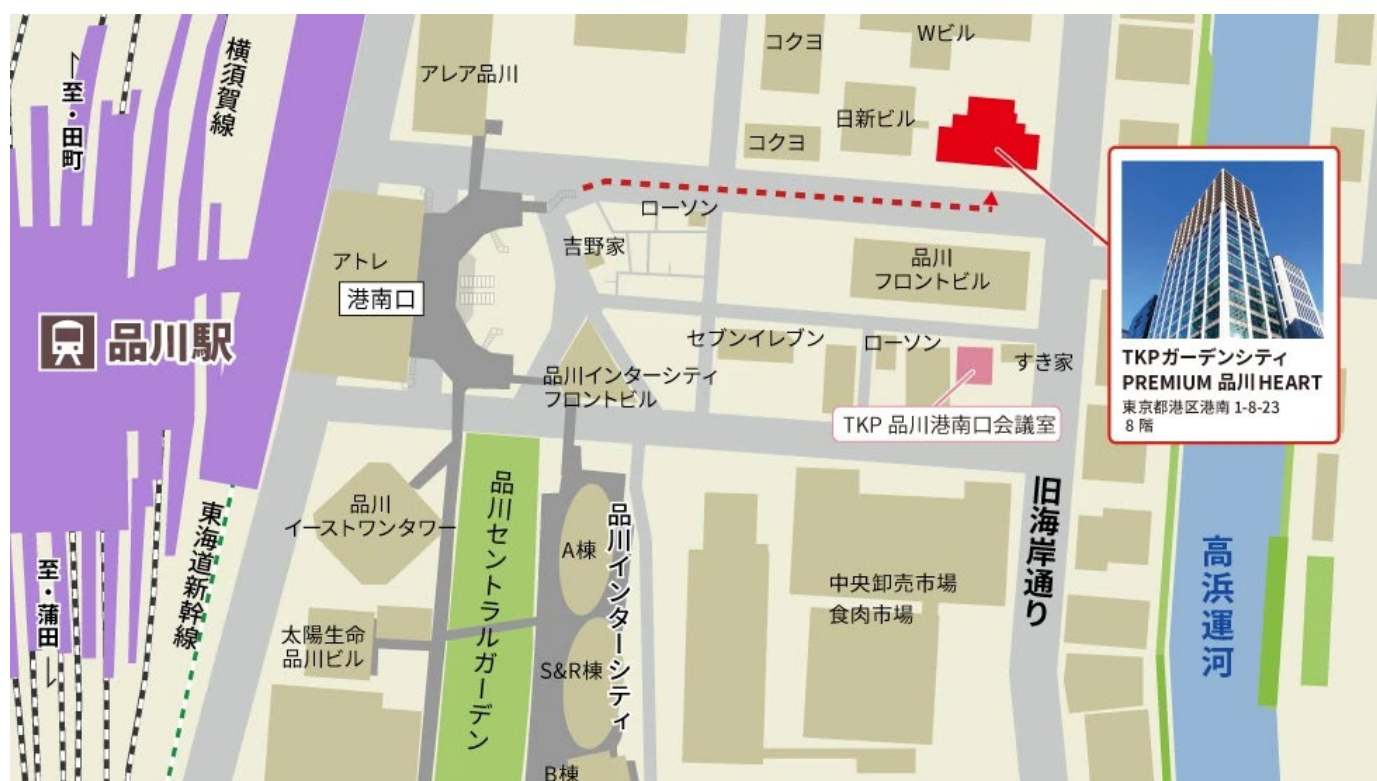 コクヨ
Wビル
アレア品川
横須賀線
至・田町
日新ビル
コクヨ
ローソン
吉野家
アトレ
品川
フロントビル
港南口
品川駅
セブンイレブン
ローソン
すき家
TKPガーデンシティ
PREMIUM 品川HEART
東京都港区港南 1-8-23
8 階
品川インターシティ
フロントビル
TKP 品川港南口会議室
品川
イーストワンタワー
品川セントラルガーデン
品川インターシティ
A棟
旧海岸通り
東海道新幹線
高浜運河
至・蒲田
中央卸売市場
食肉市場
太陽生命
品川ビル
S&R棟
B棟